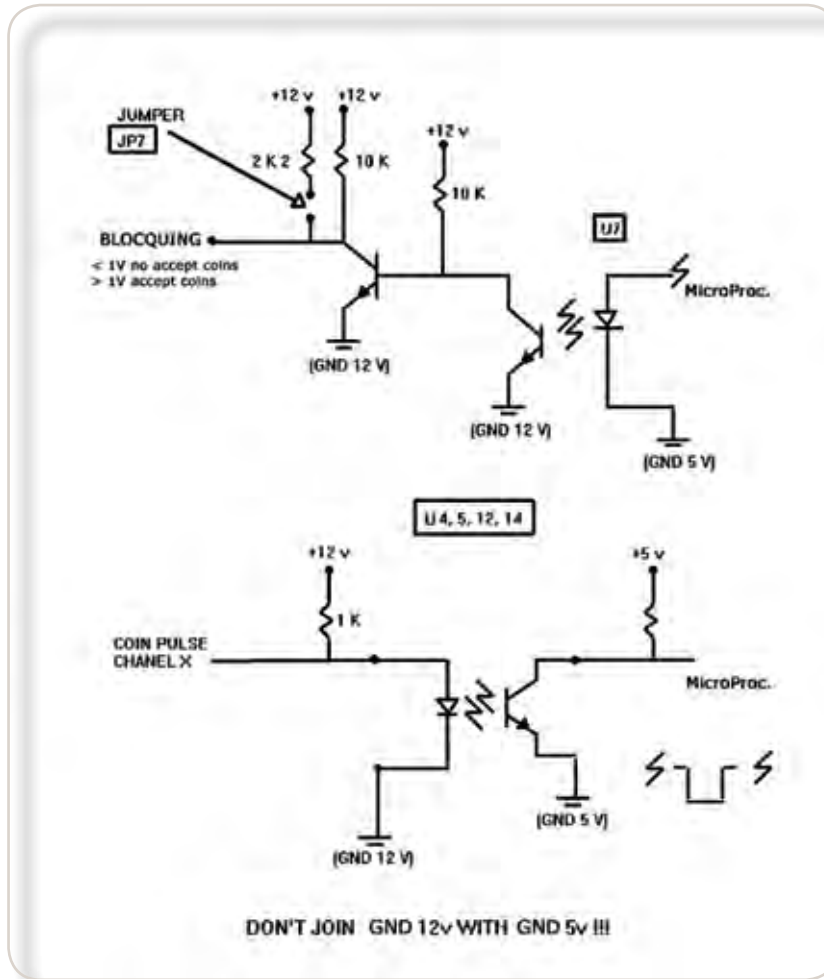 +12 v +12 v
JUMPER
JP7
2 K 2
10 K
+12 v
10 K
BLOCQUING
< 1V no accept coins
> 1V accept coins
(GND 12 V)
(GND 12 V)
U7
MicroProc.
(GND 5 V)
U 4, 5, 12, 14
+12 v
1 K
COIN PULSE
CHANEL X
(GND 12 V)
+5 v
MicroProc.
(GND 5 V)
DON'T JOIN GND 12v WITH GND 5v !!!